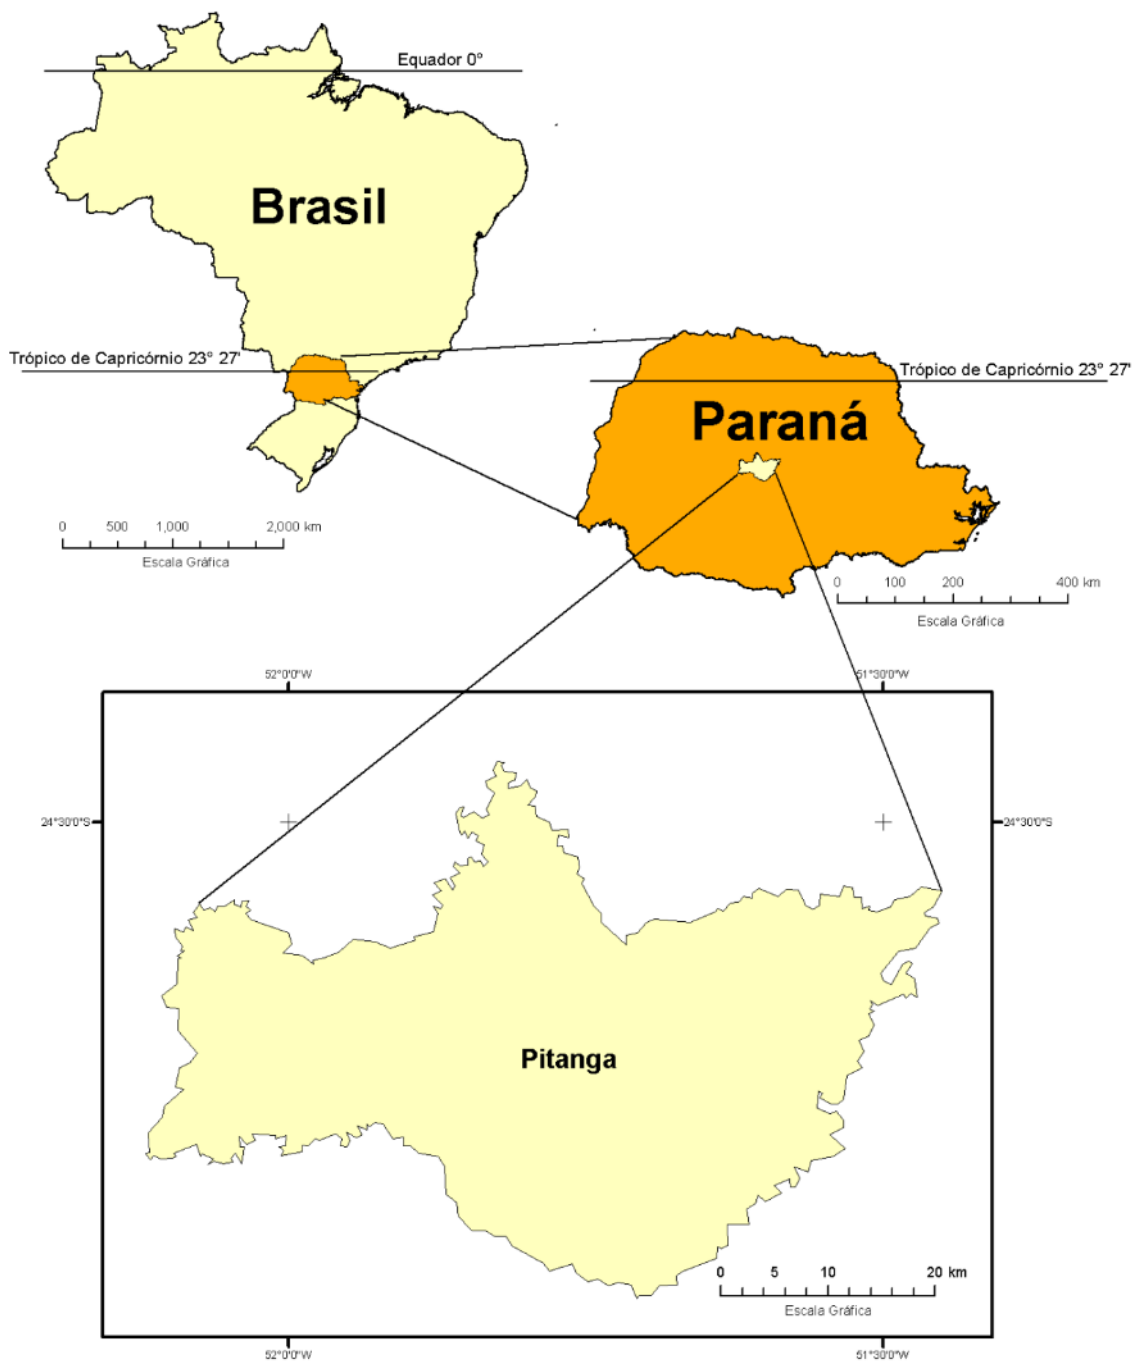 Equador 0°
Brasil
Trópico de Capricórnio 23° 27'
Trópico de Capricórnio 23° 27'
Paraná
0 500 1,000 2,000 km
Escala Gráfica
0 100 200 400 km
Escala Gráfica
52°0'0"W 51°30'0"W
24°30'0"S 24°30'0"S
Pitanga
0 5 10 20 km
Escala Gráfica
52°0'0"W 51°30'0"W